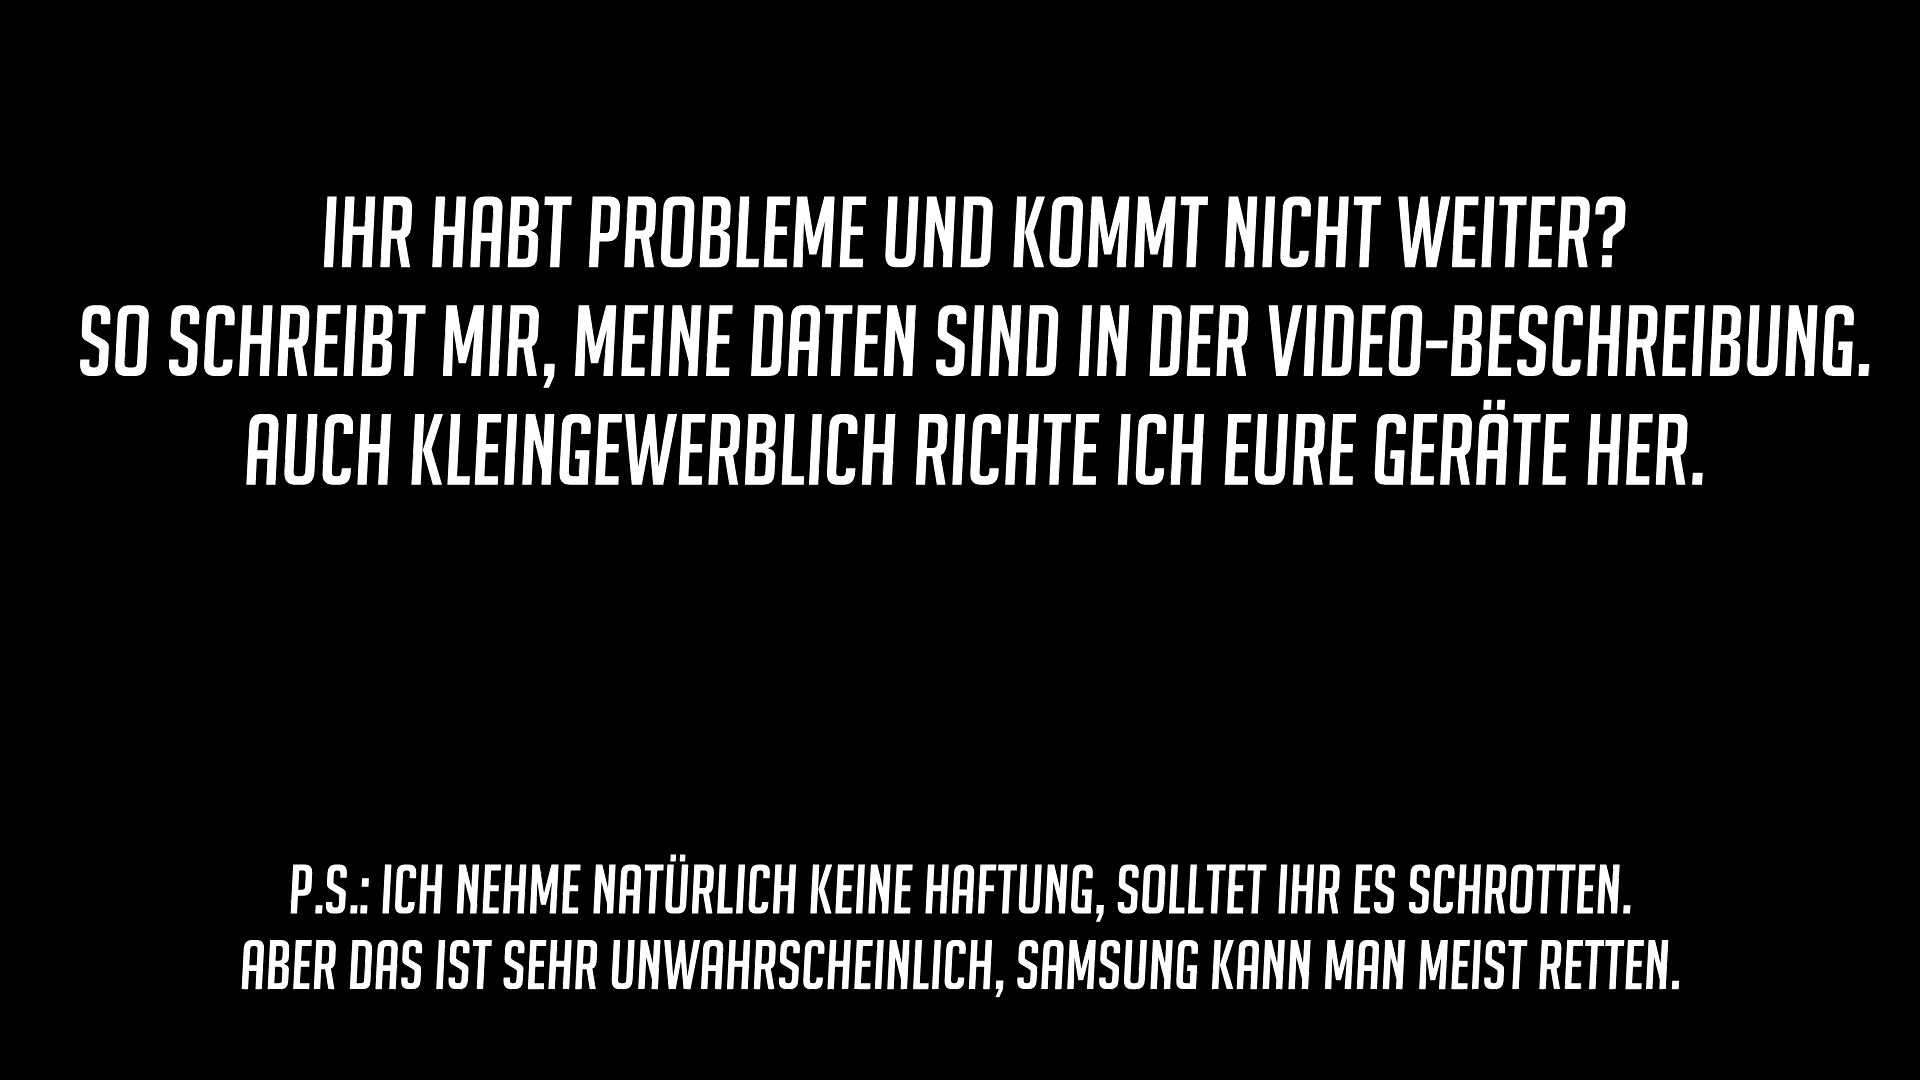 IHR HABT PROBLEME UND KOMMT NICHT WEITER?
SO SCHREIBT MIR, MEINE DATEN SIND IN DER VIDEO-BESCHREIBUNG.
AUCH KLEINGEWERBLICH RICHTE ICH EURE GERÄTE HER.
P.S.: ICH NEHME NATÜRLICH KEINE HAFTUNG, SOLLTET IHR ES SCHROTTEN.
ABER DAS IST SEHR UNWAHRSCHEINLICH, SAMSUNG KANN MAN MEIST RETTEN.